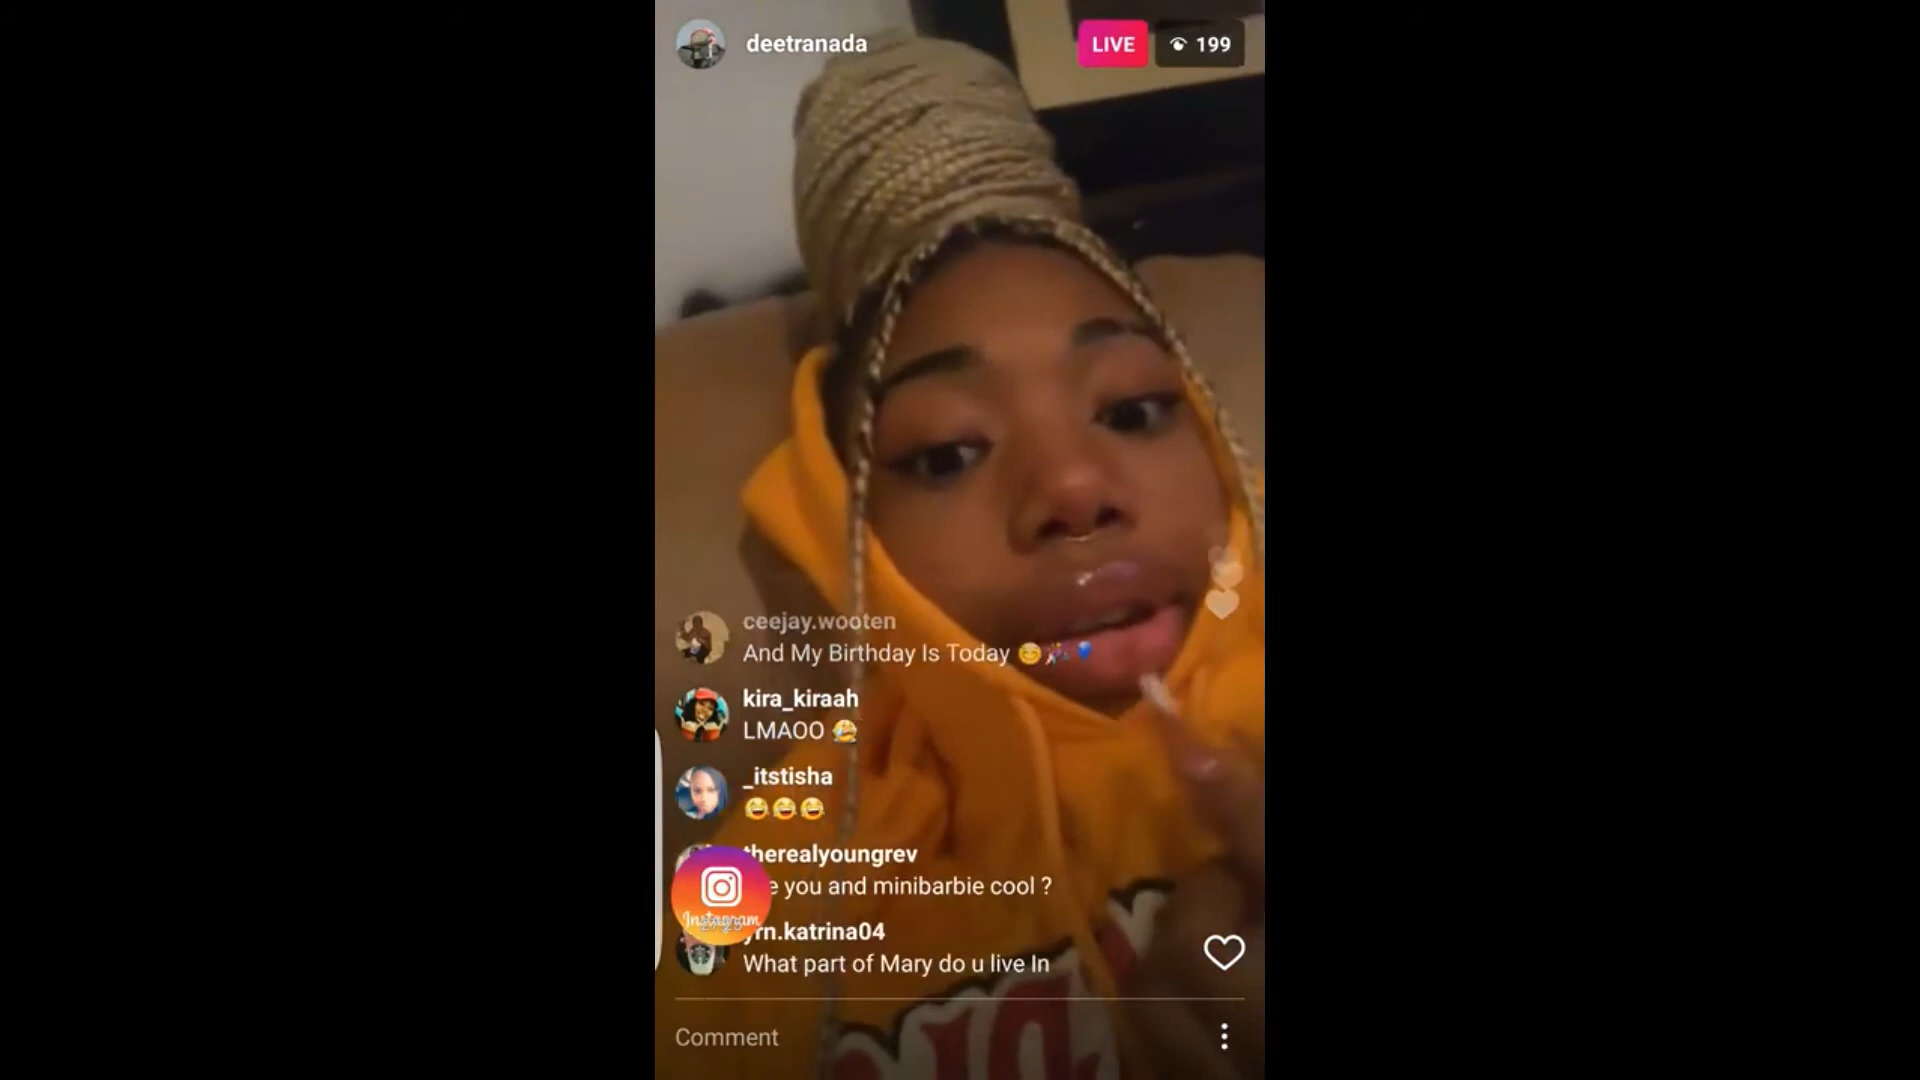 deetranada
LIVE
199
ceejay.wooten
And My Birthday Is Today 😊🎉🎈
kira_kiraah
LMAOO 😂
_itstisha
😂😂😂
therealyoungrev
e you and minibarbie cool ?
Instagram
yrn.katrina04
What part of Mary do u live In
Comment